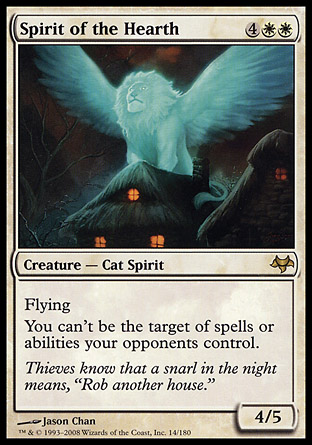 Spirit of the Hearth 4
Creature — Cat Spirit
Flying
You can't be the target of spells or
abilities your opponents control.
Thieves know that a snarl in the night
means, “Rob another house.”
Jason Chan
™ & © 1993–2008 Wizards of the Coast, Inc. 14/180
4/5